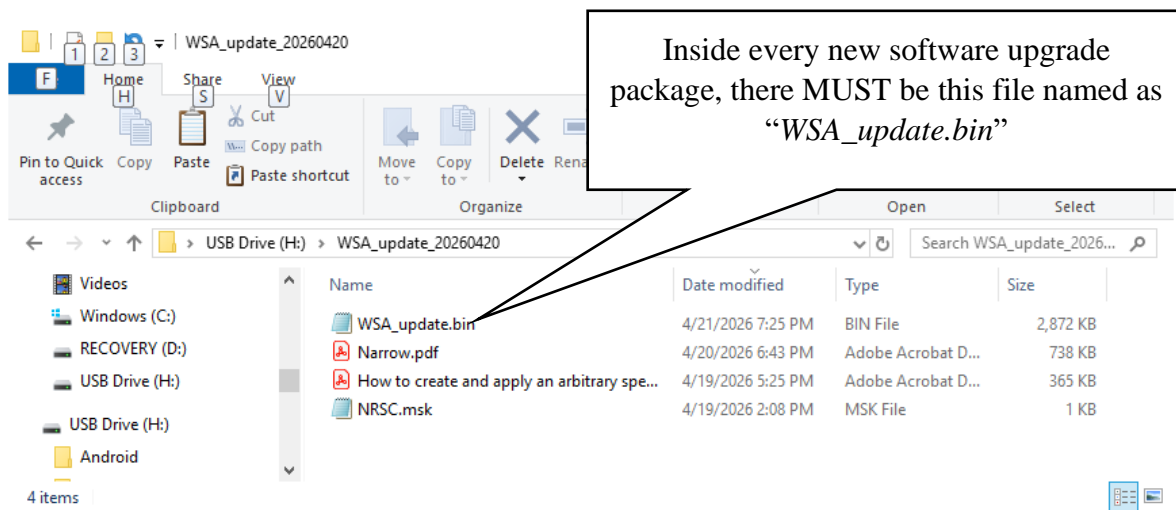 WSA_update_20260420
1 2 3
F Home Share View
H S V
Inside every new software upgrade
package, there MUST be this file named as
“WSA_update.bin”
Pin to Quick
access
Copy
Paste
Cut
Copy path
Paste shortcut
Move
to
Copy
to
Delete
Clipboard
Organize
Open
Select
USB Drive (H:) WSA_update_20260420
Search WSA_update_2026...
Videos
Windows (C:)
RECOVERY (D:)
USB Drive (H:)
USB Drive (H:)
Android
Name Date modified Type Size
WSA_update.bin 4/21/2026 7:25 PM BIN File 2,872 KB
Narrow.pdf 4/20/2026 6:43 PM Adobe Acrobat D... 738 KB
How to create and apply an arbitrary spe... 4/19/2026 5:25 PM Adobe Acrobat D... 365 KB
NRSC.msk 4/19/2026 2:08 PM MSK File 1 KB
4 items